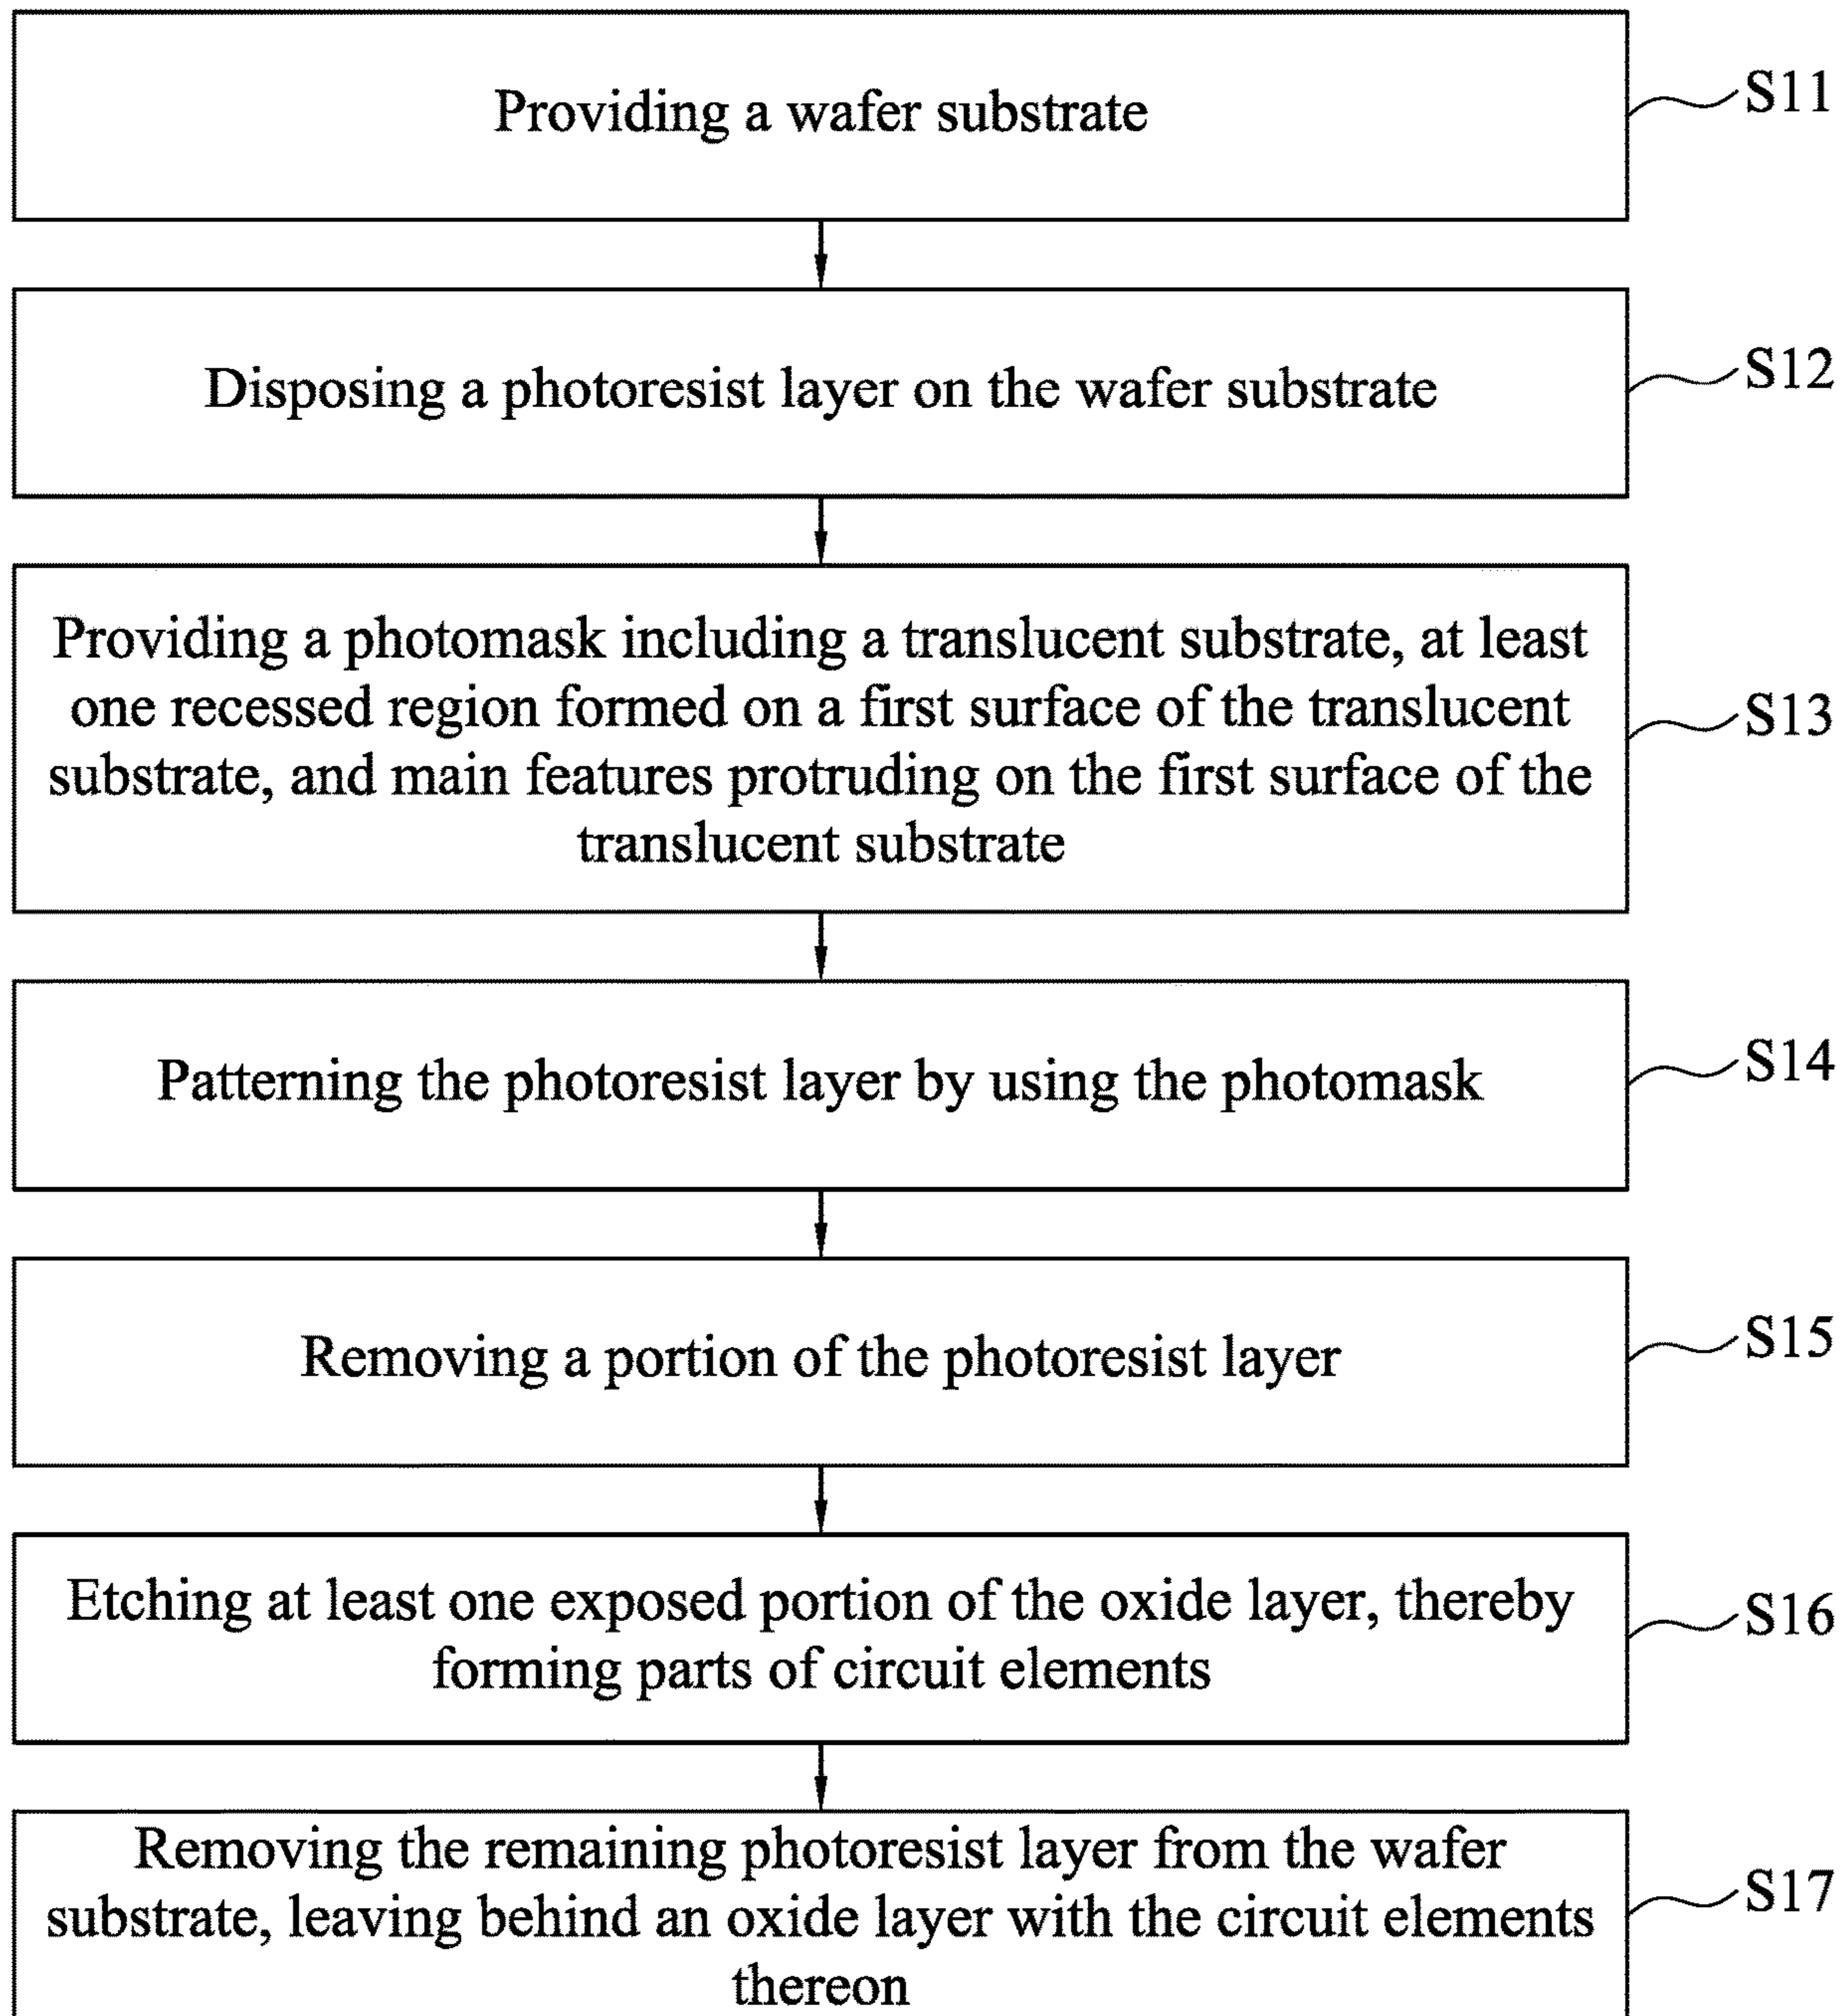 Providing a wafer substrate
S11
Disposing a photoresist layer on the wafer substrate
S12
Providing a photomask including a translucent substrate, at least
one recessed region formed on a first surface of the translucent
substrate, and main features protruding on the first surface of the
translucent substrate
S13
Patterning the photoresist layer by using the photomask
S14
Removing a portion of the photoresist layer
S15
Etching at least one exposed portion of the oxide layer, thereby
forming parts of circuit elements
S16
Removing the remaining photoresist layer from the wafer
substrate, leaving behind an oxide layer with the circuit elements
thereon
S17